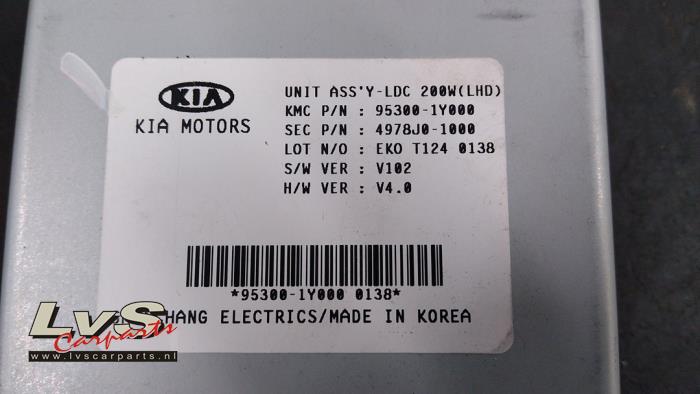 KIA
KIA MOTORS
UNIT ASS'Y-LDC 200W(LHD)
KMC P/N : 95300-1Y000
SEC P/N : 4978J0-1000
LOT N/O : EKO T124 0138
S/W VER : V102
H/W VER : V4.0
*95300-1Y000 0138*
HANG ELECTRICS/MADE IN KOREA
LvS
Carparts
www.lvscarparts.nl